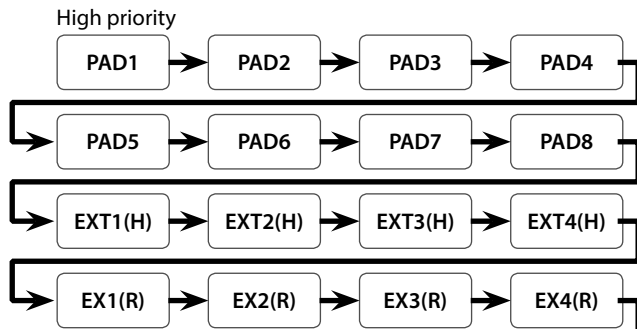 High priority
PAD1 PAD2 PAD3 PAD4
PAD5 PAD6 PAD7 PAD8
EXT1(H) EXT2(H) EXT3(H) EXT4(H)
EX1(R) EX2(R) EX3(R) EX4(R)